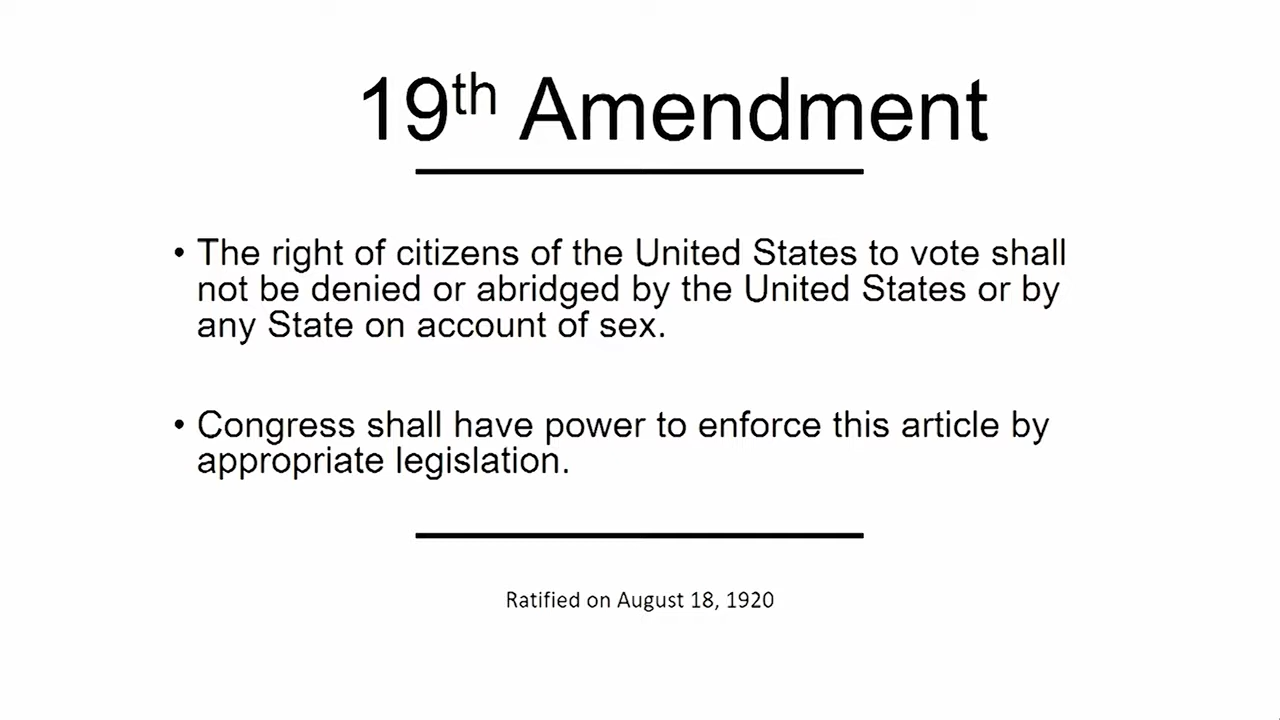 19th Amendment
• The right of citizens of the United States to vote shall
not be denied or abridged by the United States or by
any State on account of sex.
• Congress shall have power to enforce this article by
appropriate legislation.
Ratified on August 18, 1920